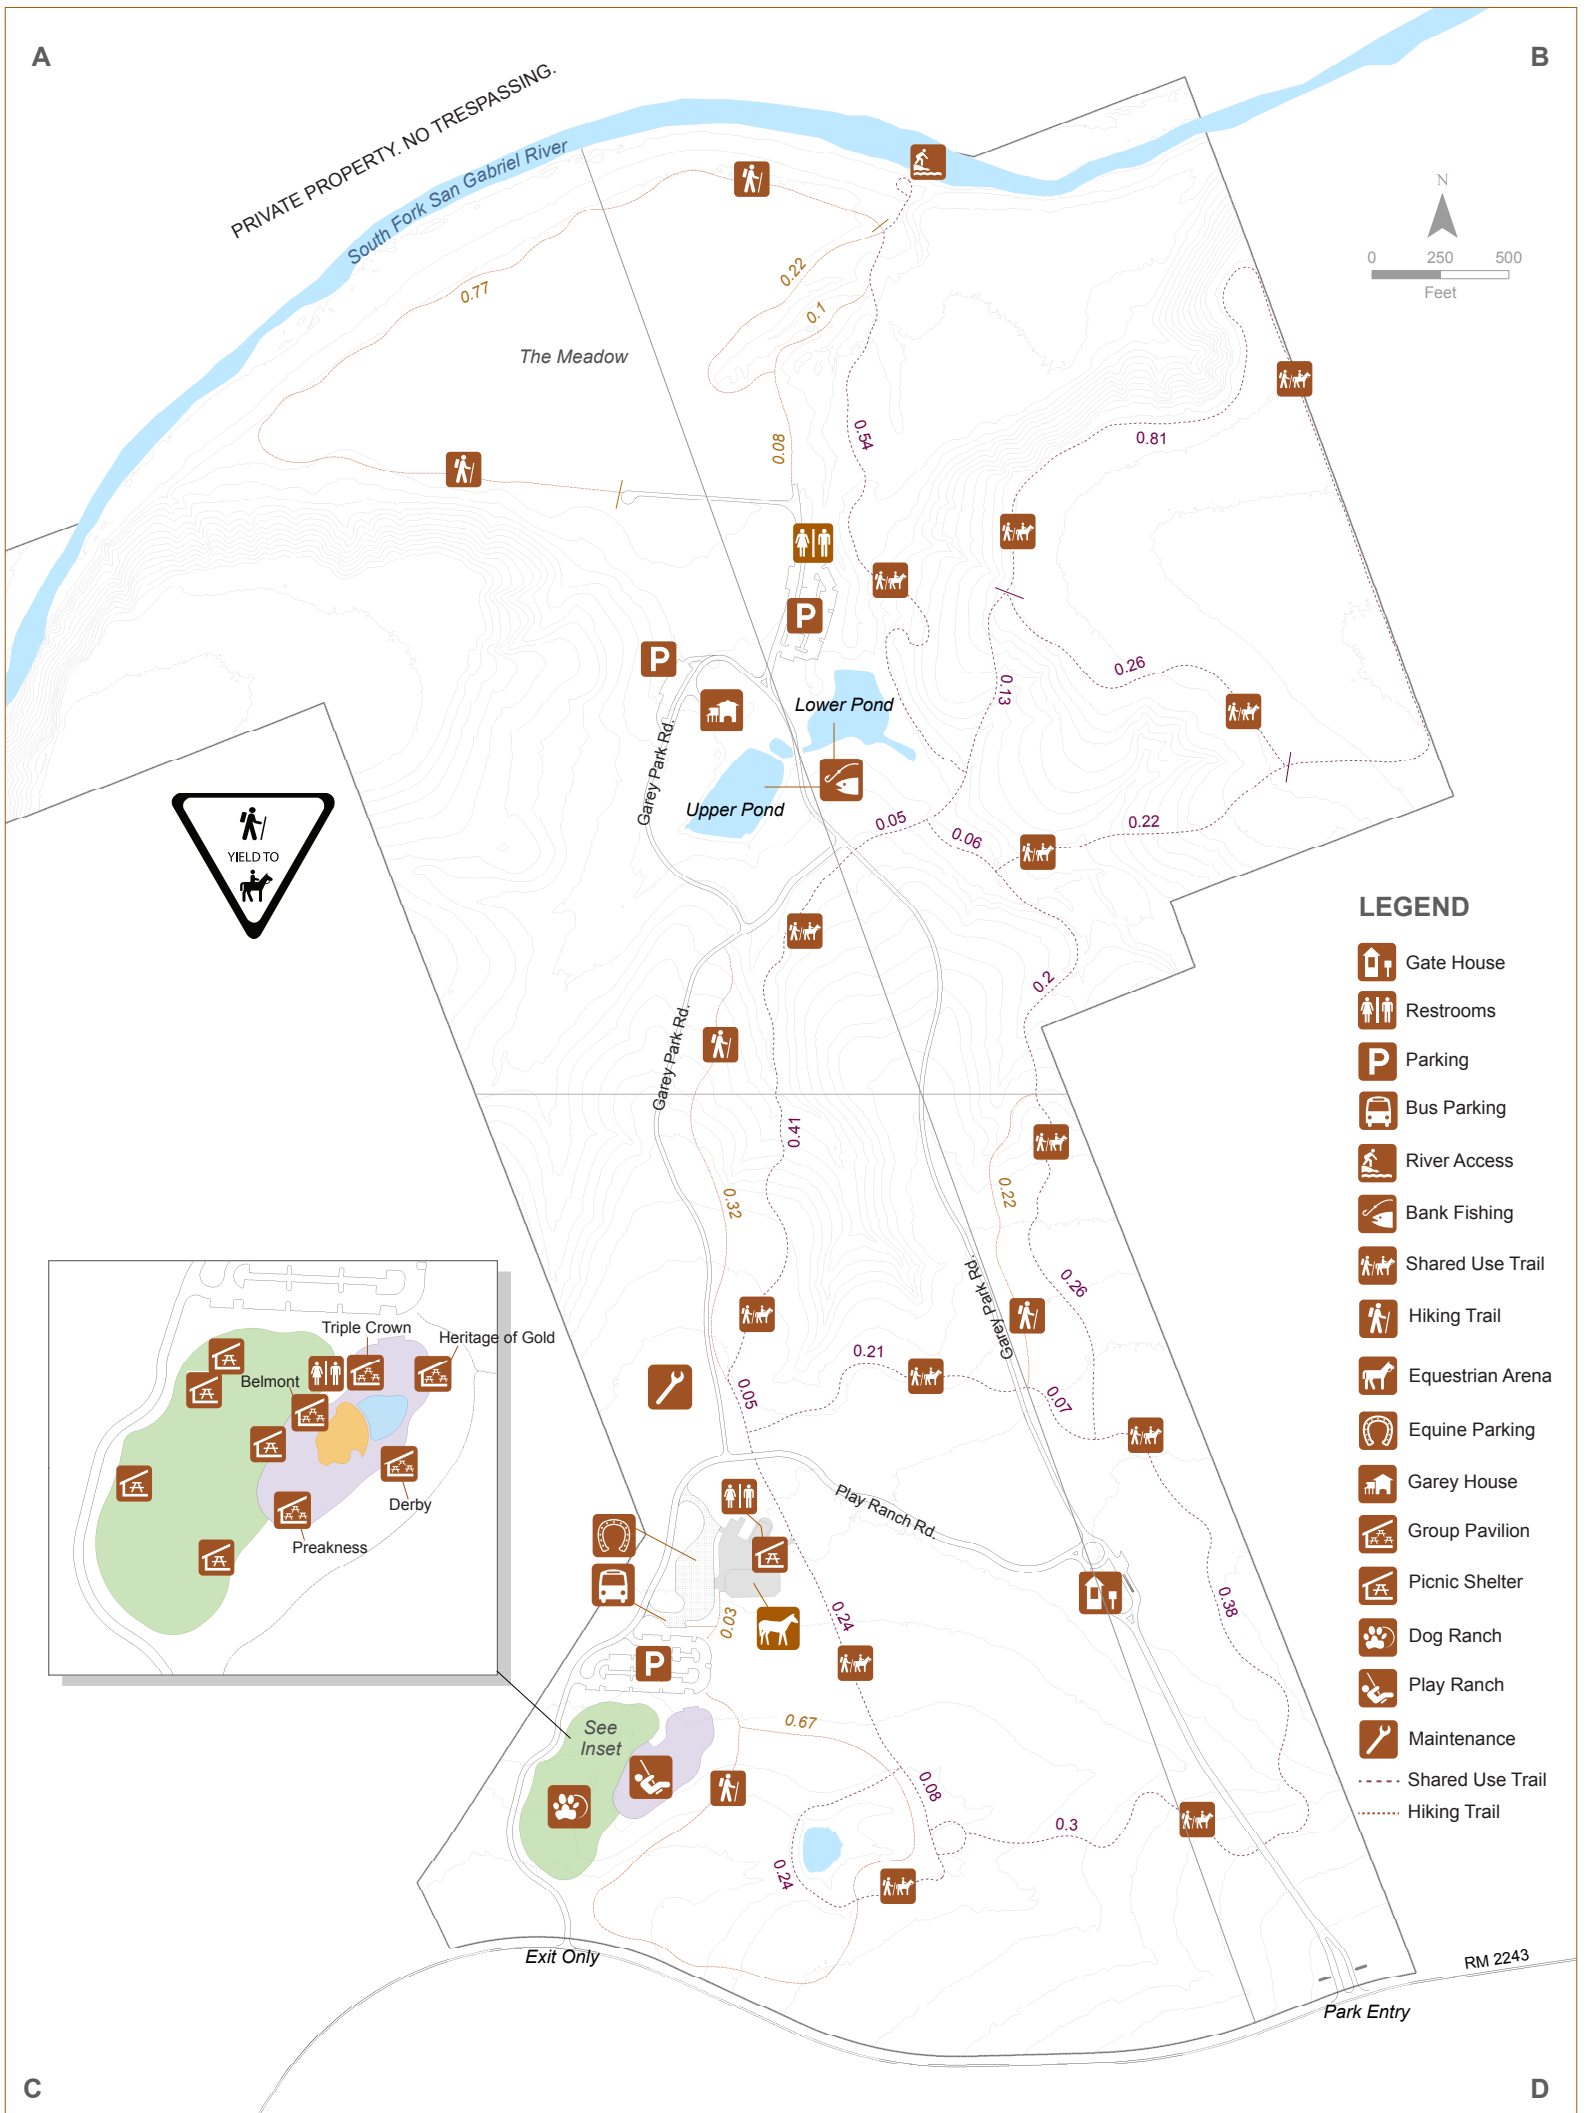 A
B
PRIVATE PROPERTY. NO TRESPASSING.
South Fork San Gabriel River
N
0 250 500
Feet
0.77
0.22
0.1
The Meadow
0.08
0.54
0.81
P
P
0.26
0.13
Lower Pond
Garey Park Rd.
Upper Pond
0.05
0.06
0.22
YIELD TO
0.2
Garey Park Rd.
0.41
0.32
0.22
0.26
Garey Park Rd.
0.21
0.05
0.07
Play Ranch Rd.
0.38
0.03
0.24
P
See
Inset
0.67
0.08
0.3
0.24
Exit Only
RM 2243
Park Entry
Triple Crown
Heritage of Gold
Belmont
Derby
Preakness
LEGEND
Gate House
Restrooms
P Parking
Bus Parking
River Access
Bank Fishing
Shared Use Trail
Hiking Trail
Equestrian Arena
Equine Parking
Garey House
Group Pavilion
Picnic Shelter
Dog Ranch
Play Ranch
Maintenance
Shared Use Trail
Hiking Trail
C
D